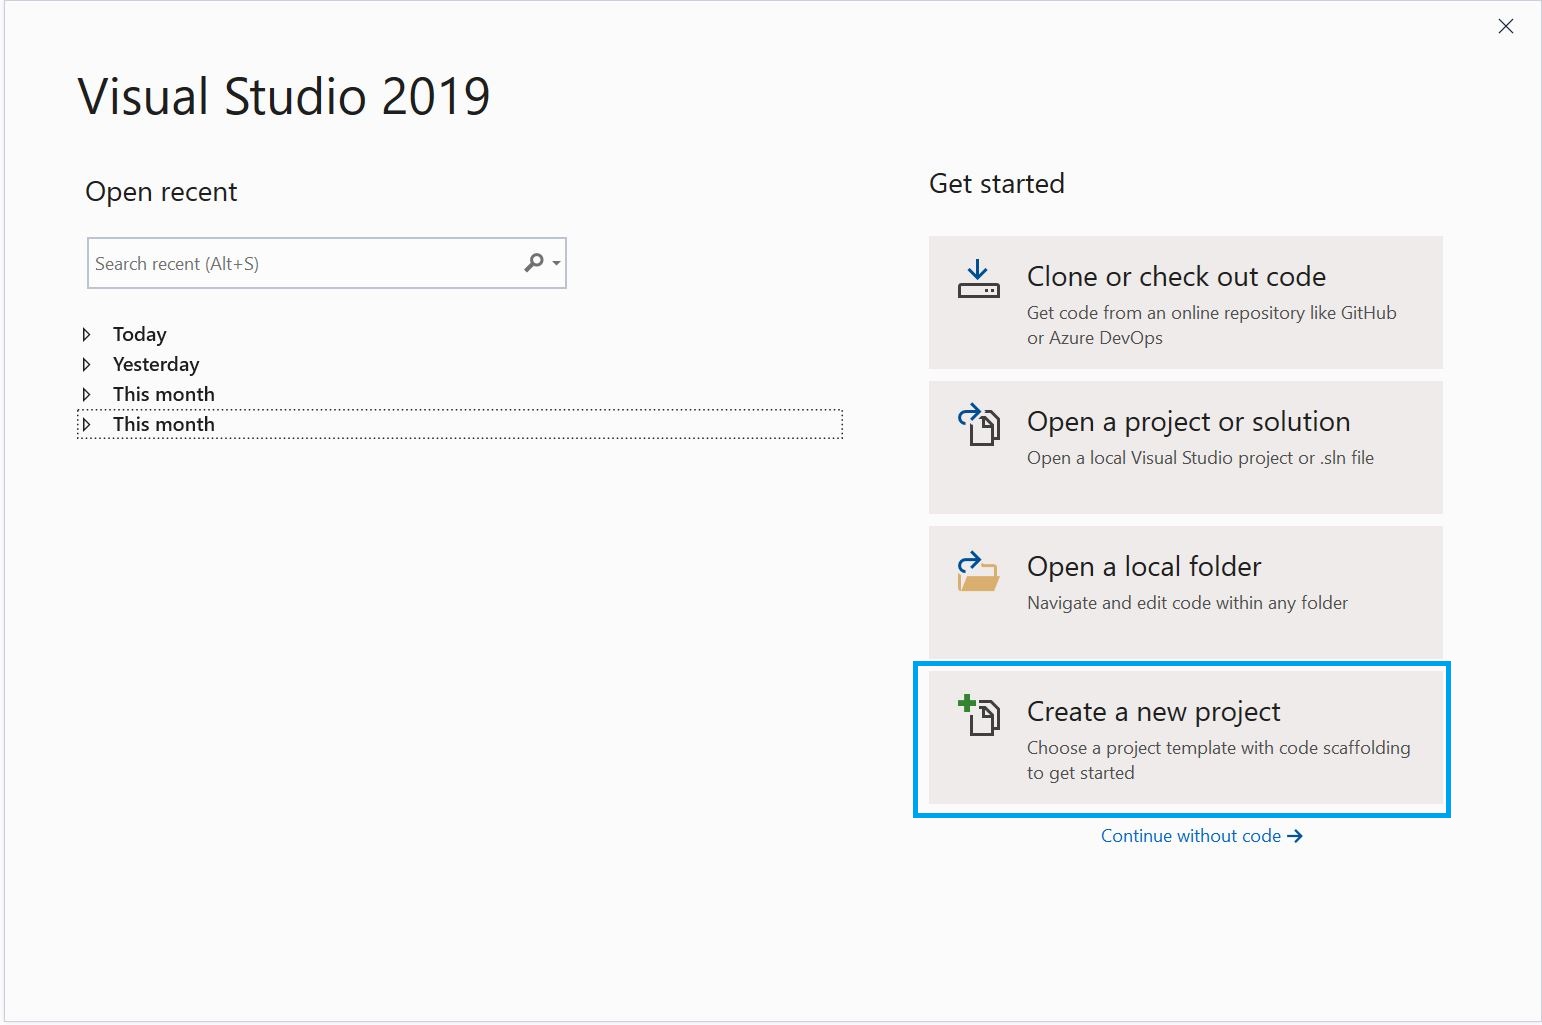 Visual Studio 2019
Open recent
Search recent (Alt+S)
Today
Yesterday
This month
This month
Get started
Clone or check out code
Get code from an online repository like GitHub
or Azure DevOps
Open a project or solution
Open a local Visual Studio project or .sln file
Open a local folder
Navigate and edit code within any folder
Create a new project
Choose a project template with code scaffolding
to get started
Continue without code →